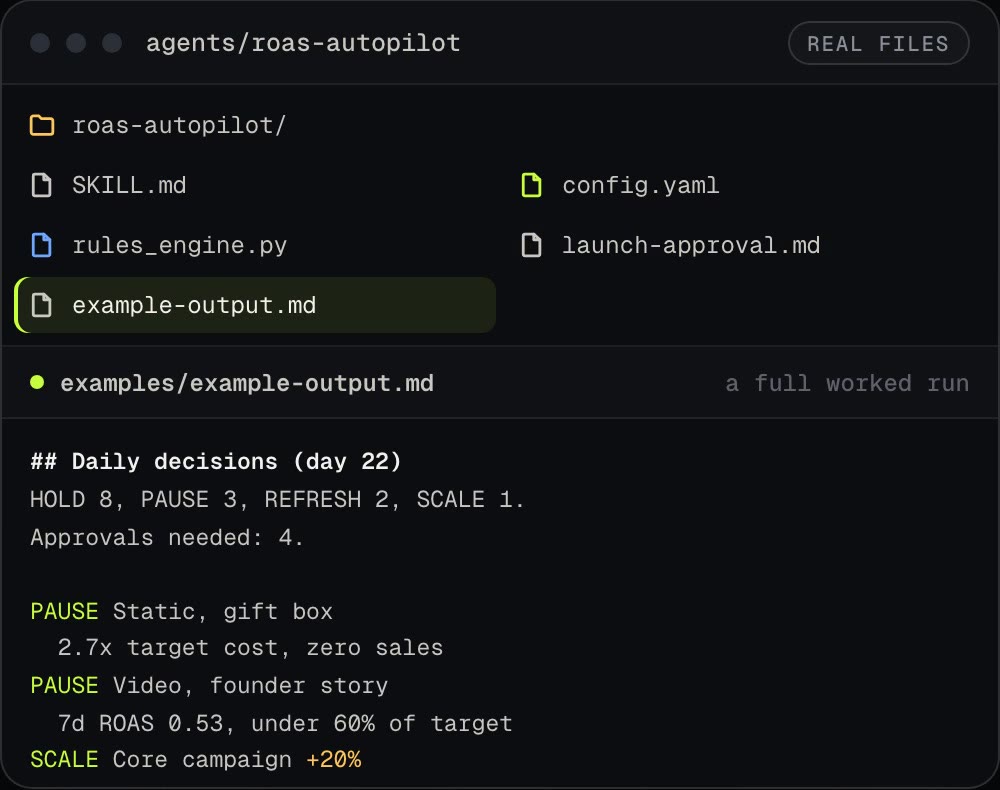 agents/roas-autopilot
REAL FILES
roas-autopilot/
SKILL.md
config.yaml
rules_engine.py
launch-approval.md
example-output.md
examples/example-output.md
a full worked run
## Daily decisions (day 22)
HOLD 8, PAUSE 3, REFRESH 2, SCALE 1.
Approvals needed: 4.
PAUSE Static, gift box
2.7x target cost, zero sales
PAUSE Video, founder story
7d ROAS 0.53, under 60% of target
SCALE Core campaign +20%